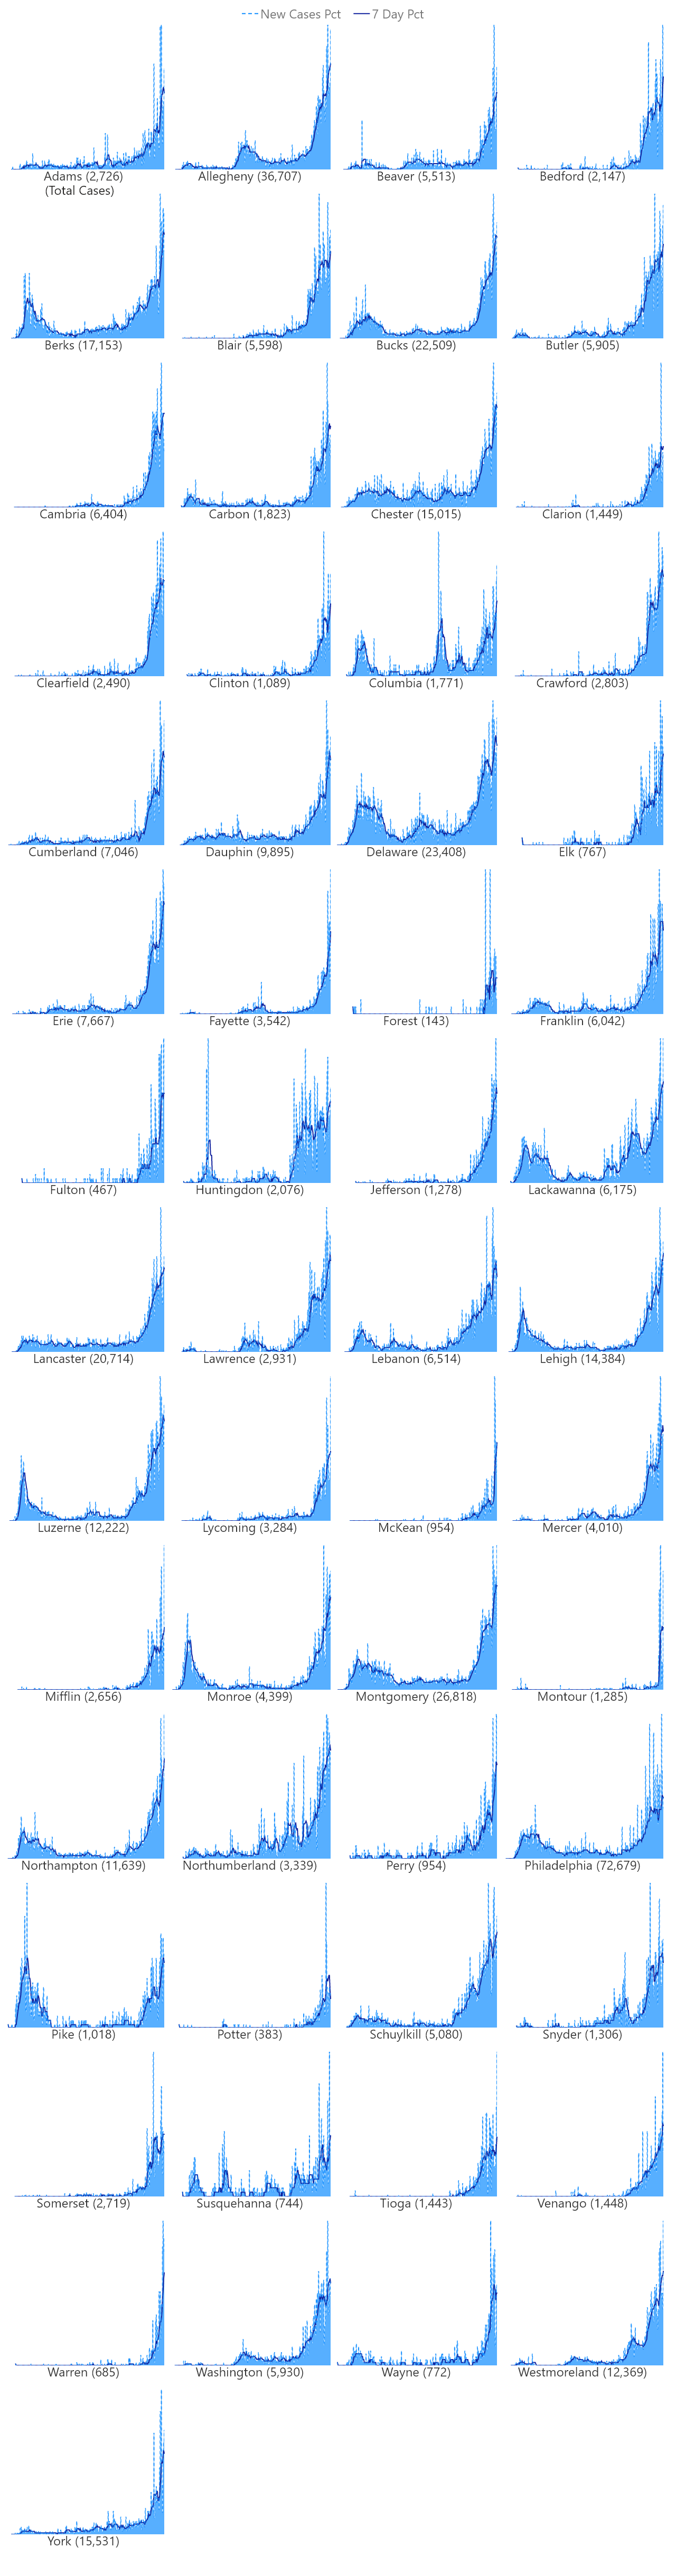 New Cases Pct 7 Day Pct
Adams (2,726) Allegheny (36,707) Beaver (5,513) Bedford (2,147)
(Total Cases)
Berks (17,153) Blair (5,598) Bucks (22,509) Butler (5,905)
Cambria (6,404) Carbon (1,823) Chester (15,015) Clarion (1,449)
Clearfield (2,490) Clinton (1,089) Columbia (1,771) Crawford (2,803)
Cumberland (7,046) Dauphin (9,895) Delaware (23,408) Elk (767)
Erie (7,667) Fayette (3,542) Forest (143) Franklin (6,042)
Fulton (467) Huntingdon (2,076) Jefferson (1,278) Lackawanna (6,175)
Lancaster (20,714) Lawrence (2,931) Lebanon (6,514) Lehigh (14,384)
Luzerne (12,222) Lycoming (3,284) McKean (954) Mercer (4,010)
Mifflin (2,656) Monroe (4,399) Montgomery (26,818) Montour (1,285)
Northampton (11,639) Northumberland (3,339) Perry (954) Philadelphia (72,679)
Pike (1,018) Potter (383) Schuylkill (5,080) Snyder (1,306)
Somerset (2,719) Susquehanna (744) Tioga (1,443) Venango (1,448)
Warren (685) Washington (5,930) Wayne (772) Westmoreland (12,369)
York (15,531)